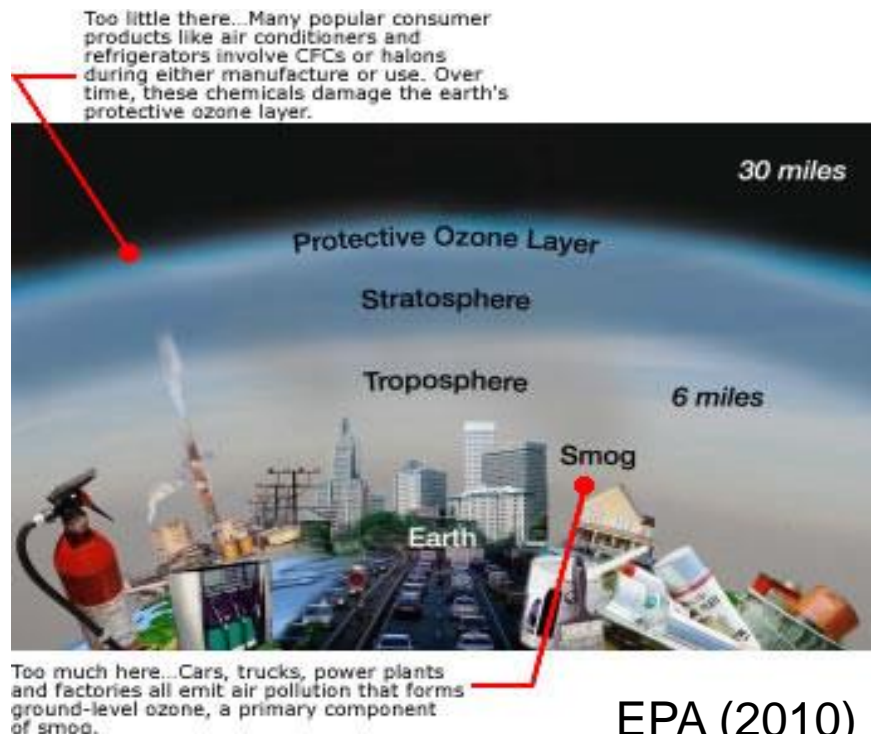 Too little there...Many popular consumer
products like air conditioners and
refrigerators involve CFCs or halons
during either manufacture or use. Over
time, these chemicals damage the earth's
protective ozone layer.
30 miles
Protective Ozone Layer
Stratosphere
Troposphere
6 miles
Smog
Earth
Too much here...Cars, trucks, power plants
and factories all emit air pollution that forms
ground-level ozone, a primary component
of smog.
EPA (2010)